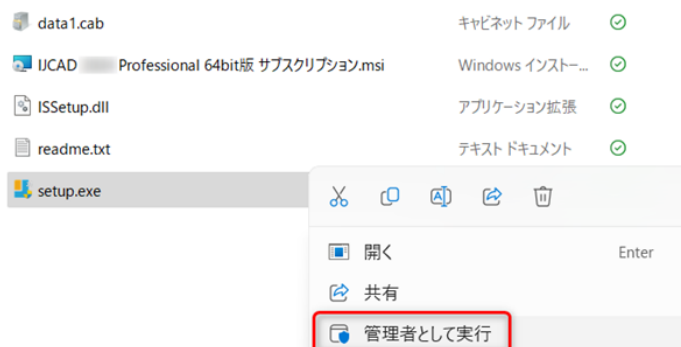 data1.cab キャビネット ファイル
IJCAD Professional 64bit版 サブスクリプション.msi Windows インストー...
ISSetup.dll アプリケーション拡張
readme.txt テキスト ドキュメント
setup.exe
開く Enter
共有
管理者として実行